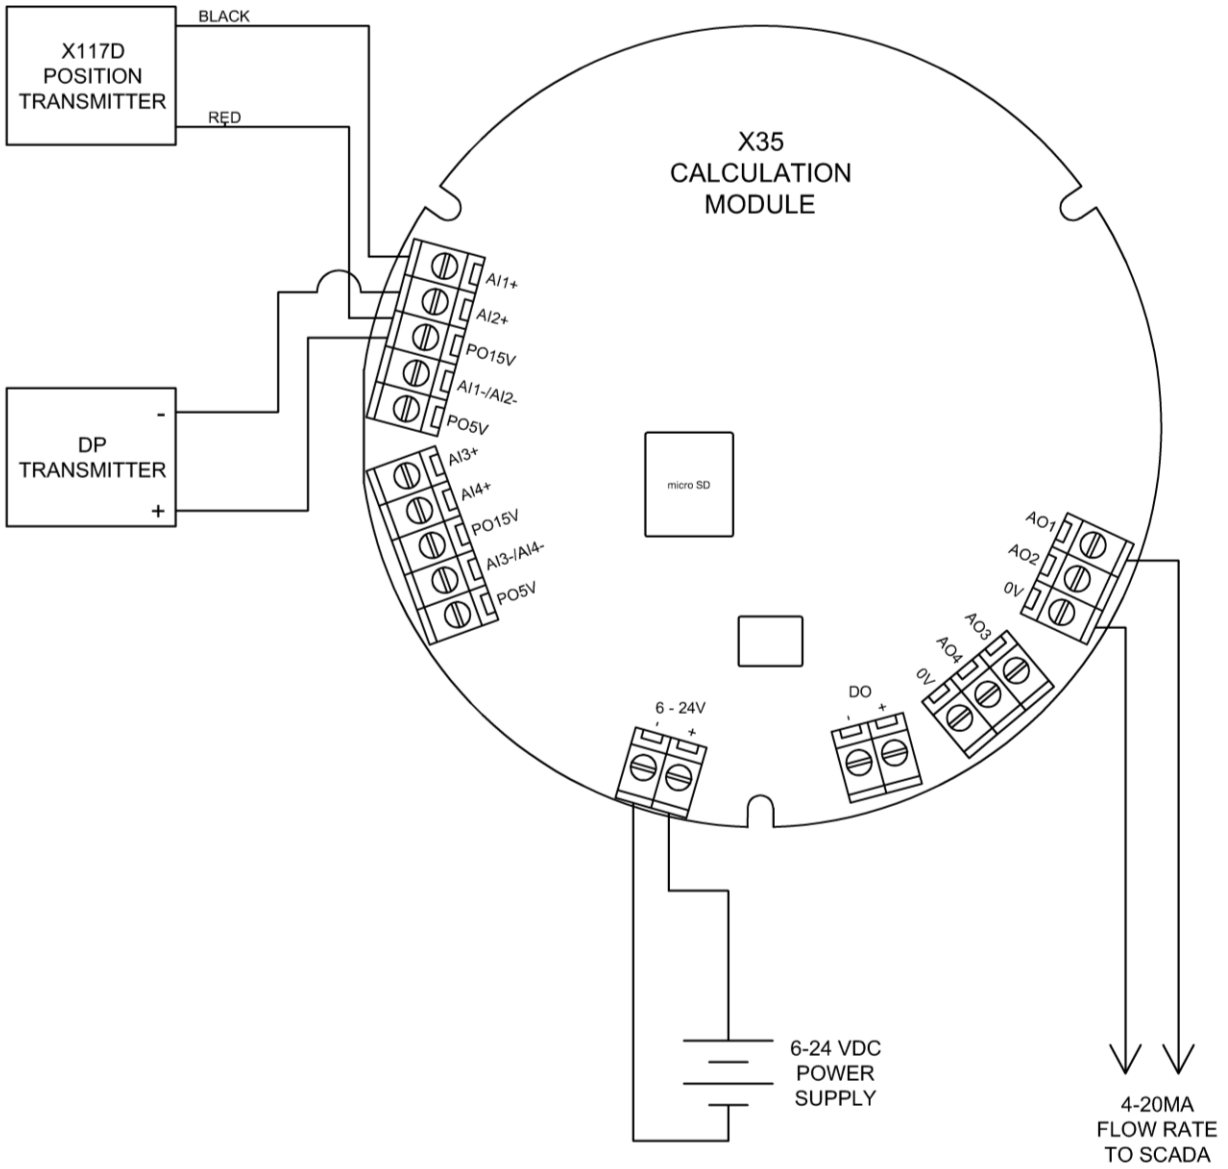 BLACK
X117D
POSITION
TRANSMITTER
RED
X35
CALCULATION
MODULE
AI1+
AI2+
PO15V
AI1-/AI2-
PO5V
-
DP
TRANSMITTER
+
AI3+
AI4+
PO15V
AI3-/AI4-
PO5V
micro SD
AO1
AO2
0V
AO3
AO4
0V
DO
- +
6 - 24V
- +
6-24 VDC
POWER
SUPPLY
4-20MA
FLOW RATE
TO SCADA